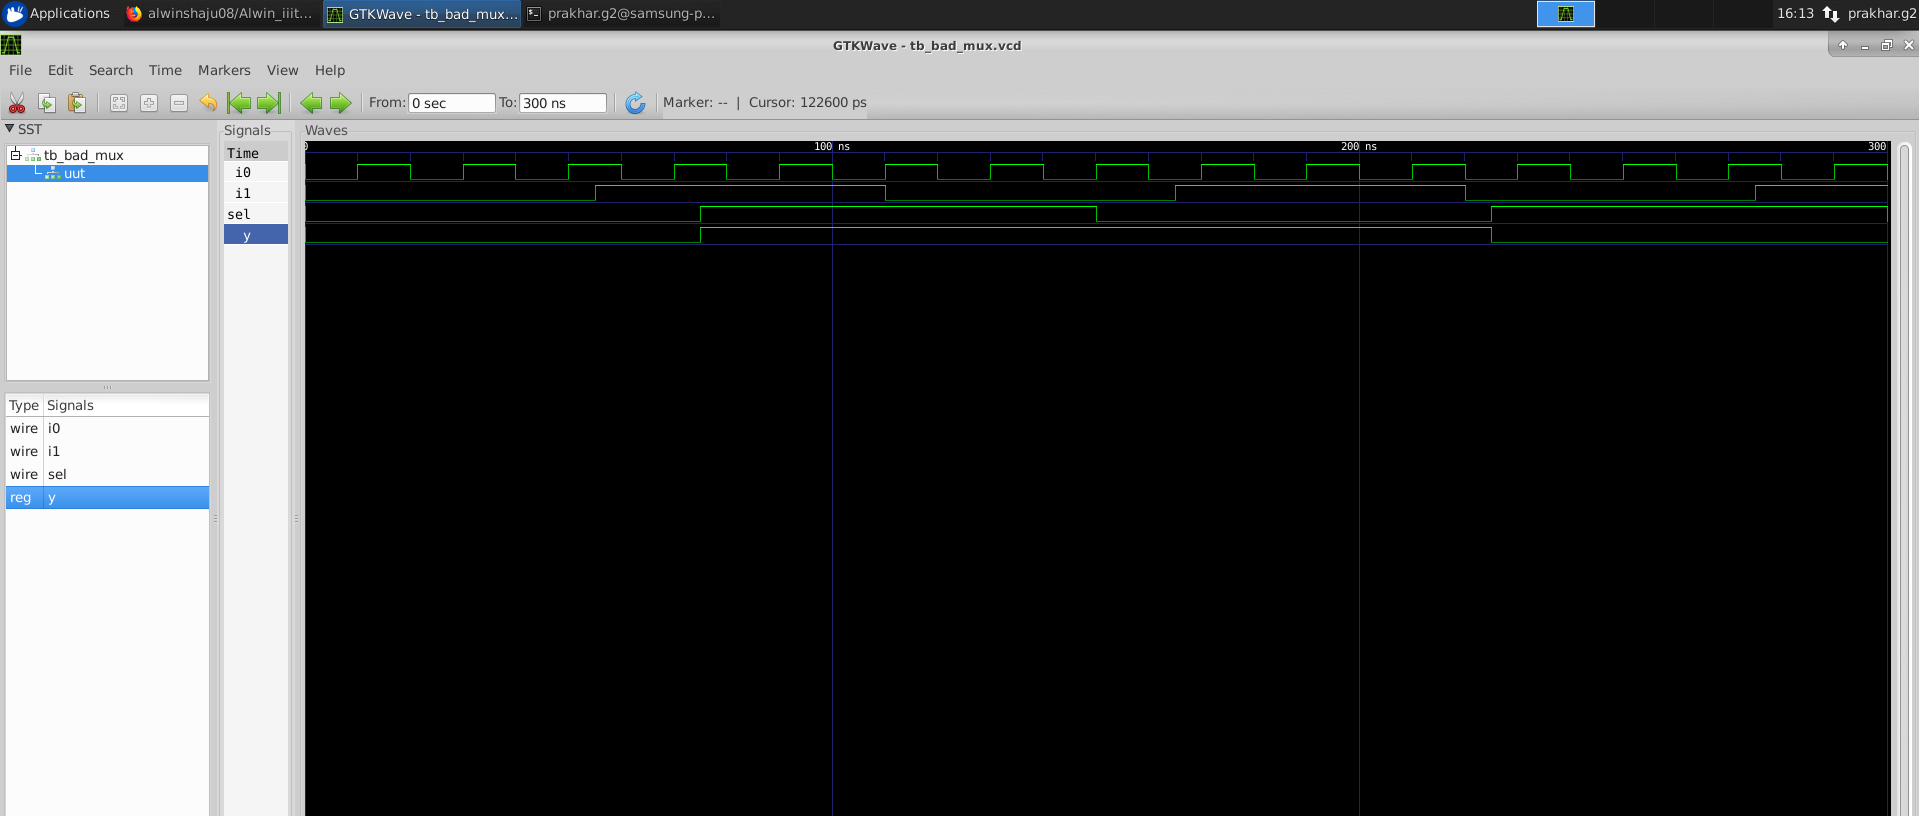 Applications alwinshaju08/Alwin_iiit... GTKWave - tb_bad_mux... prakhar.g2@samsung-p... 16:13 prakhar.g2
GTKWave - tb_bad_mux.vcd
File Edit Search Time Markers View Help
From: 0 sec To: 300 ns Marker: -- | Cursor: 122600 ps
SST
tb_bad_mux
uut
Type Signals
wire i0
wire i1
wire sel
reg y
Signals
Time
i0
i1
sel
y
Waves
0 100 ns 200 ns 300